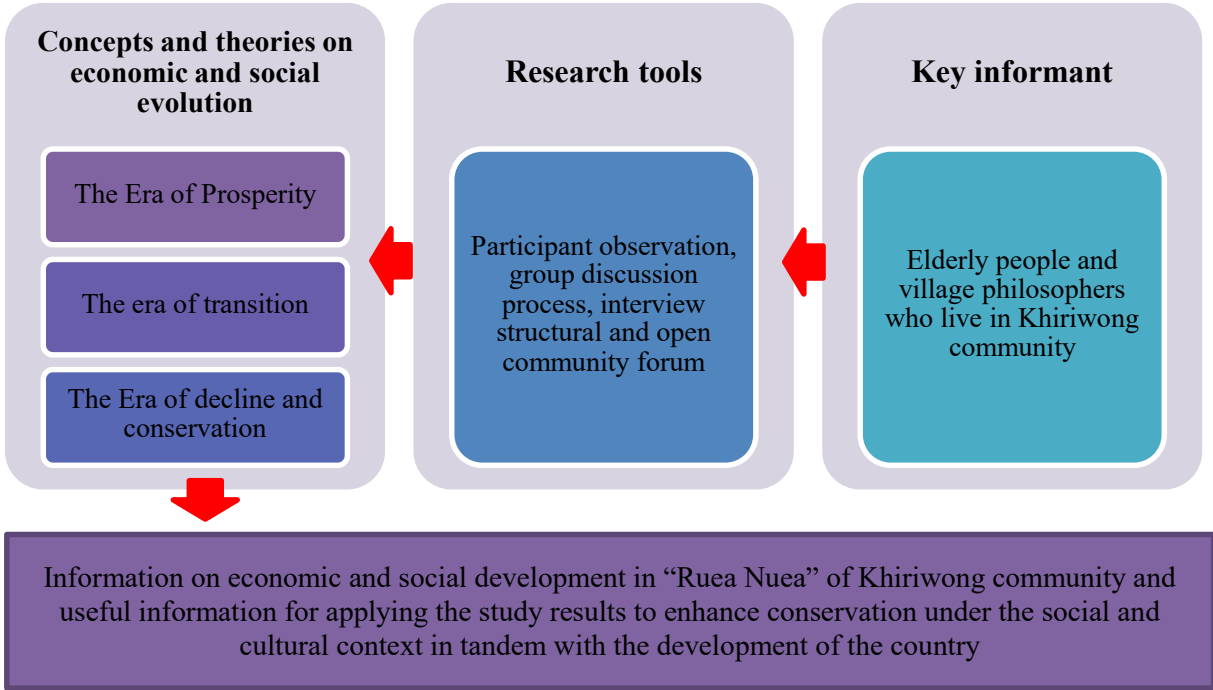 Concepts and theories on
economic and social
evolution
The Era of Prosperity
The era of transition
The Era of decline and
conservation
Research tools
Participant observation,
group discussion
process, interview
structural and open
community forum
Key informant
Elderly people and
village philosophers
who live in Khiriwong
community
Information on economic and social development in “Ruea Nuea” of Khiriwong community and
useful information for applying the study results to enhance conservation under the social and
cultural context in tandem with the development of the country